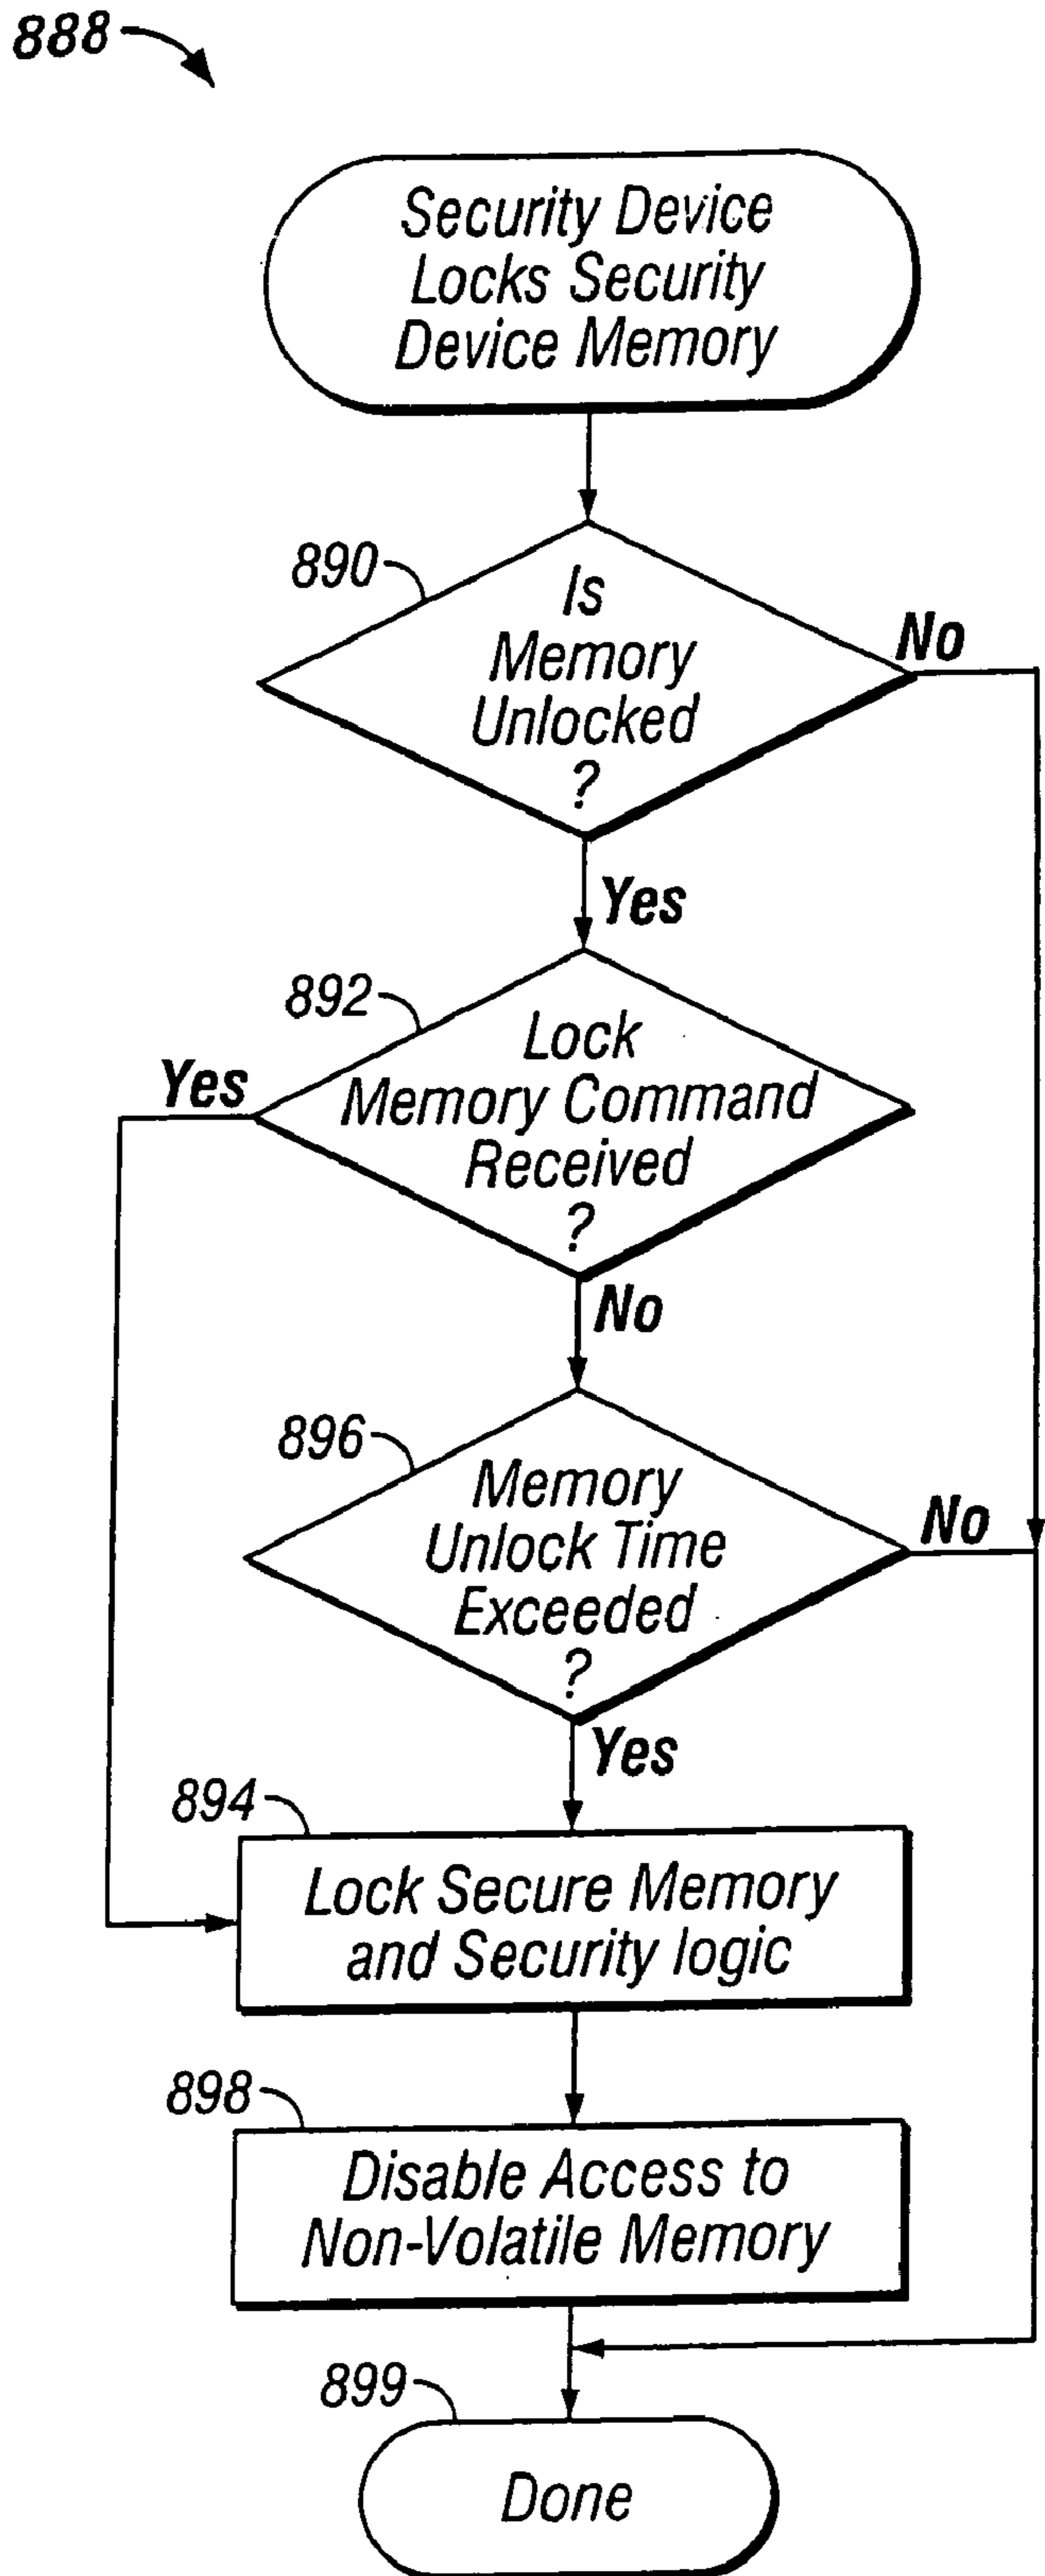 888
Security Device
Locks Security
Device Memory
890
Is
Memory
Unlocked
?
No
Yes
892
Lock
Memory Command
Received
?
Yes
No
896
Memory
Unlock Time
Exceeded
?
No
Yes
894
Lock Secure Memory
and Security logic
898
Disable Access to
Non-Volatile Memory
899
Done